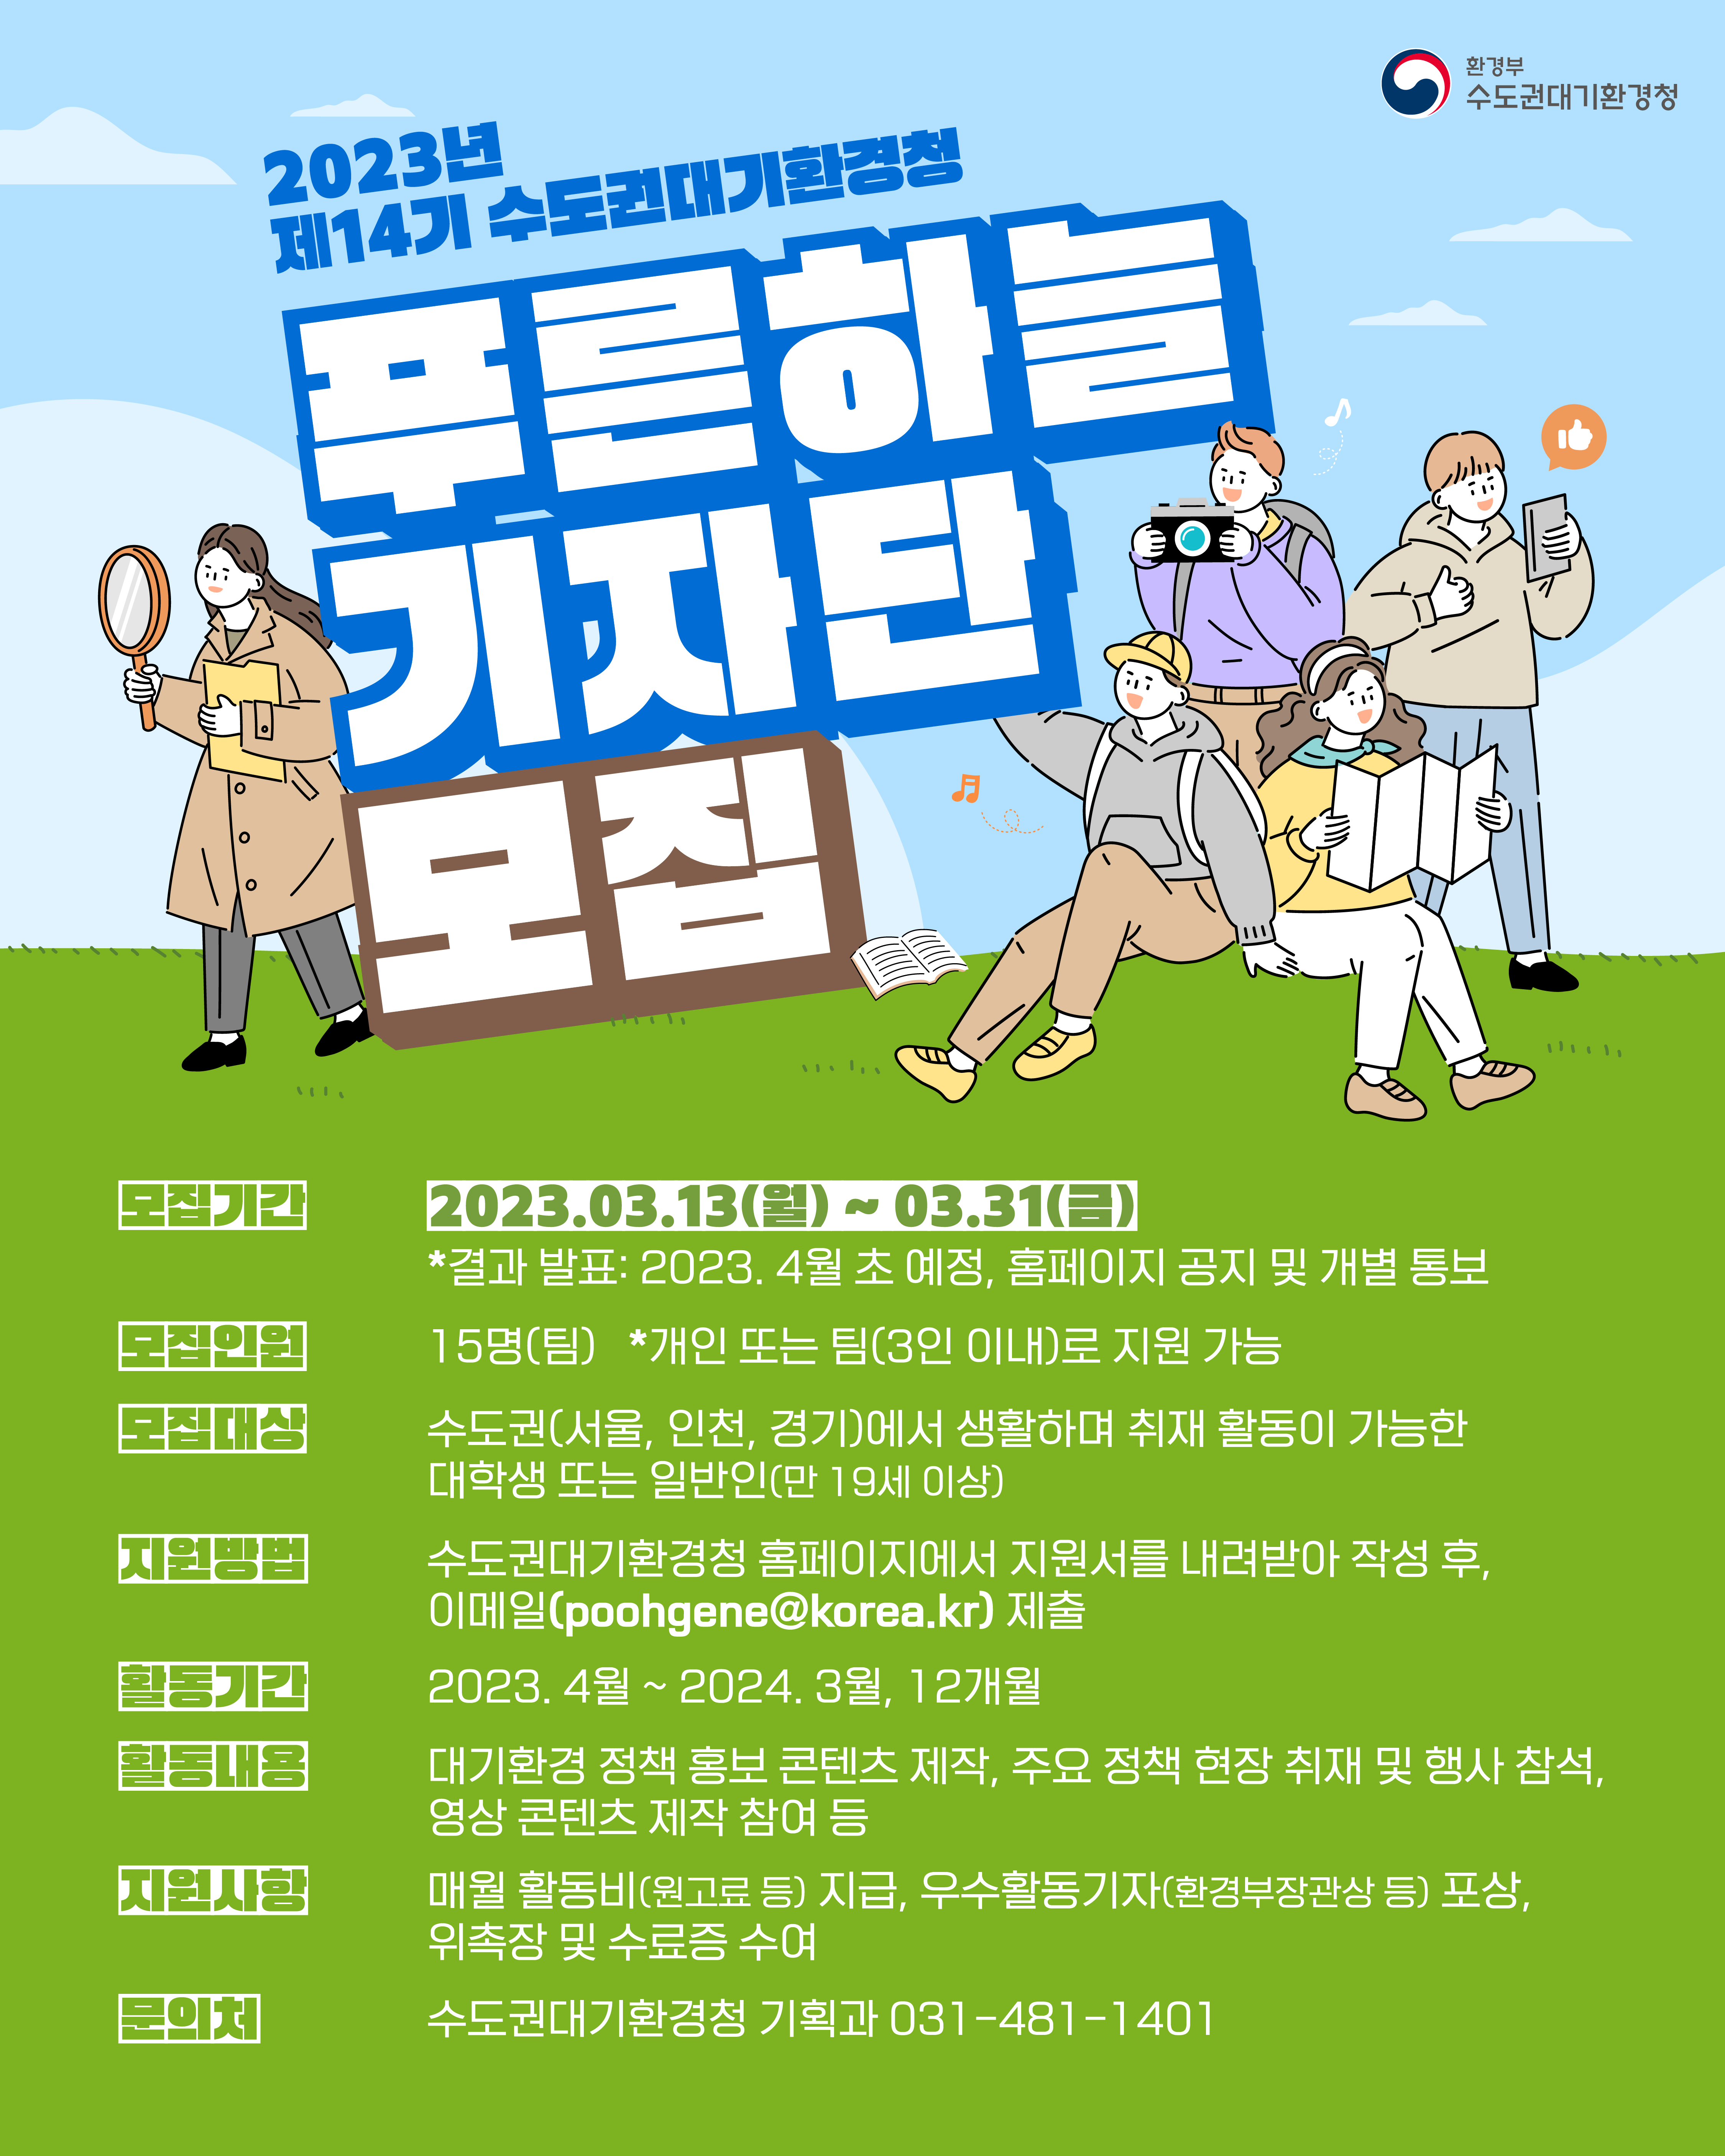 환경부
수도권대기환경청
2023년
제14기 수도권대기환경청
푸른하늘
기자단
모집
모집기간
2023.03.13(월) ~ 03.31(금)
*결과 발표: 2023. 4월 초 예정, 홈페이지 공지 및 개별 통보
모집인원
15명(팀) *개인 또는 팀(3인 이내)로 지원 가능
모집대상
수도권(서울, 인천, 경기)에서 생활하며 취재 활동이 가능한
대학생 또는 일반인(만 19세 이상)
지원방법
수도권대기환경청 홈페이지에서 지원서를 내려받아 작성 후,
이메일(poohgene@korea.kr) 제출
활동기간
2023. 4월 ~ 2024. 3월, 12개월
활동내용
대기환경 정책 홍보 콘텐츠 제작, 주요 정책 현장 취재 및 행사 참석,
영상 콘텐츠 제작 참여 등
지원사항
매월 활동비(원고료 등) 지급, 우수활동기자(환경부장관상 등) 포상,
위촉장 및 수료증 수여
문의처
수도권대기환경청 기획과 031-481-1401